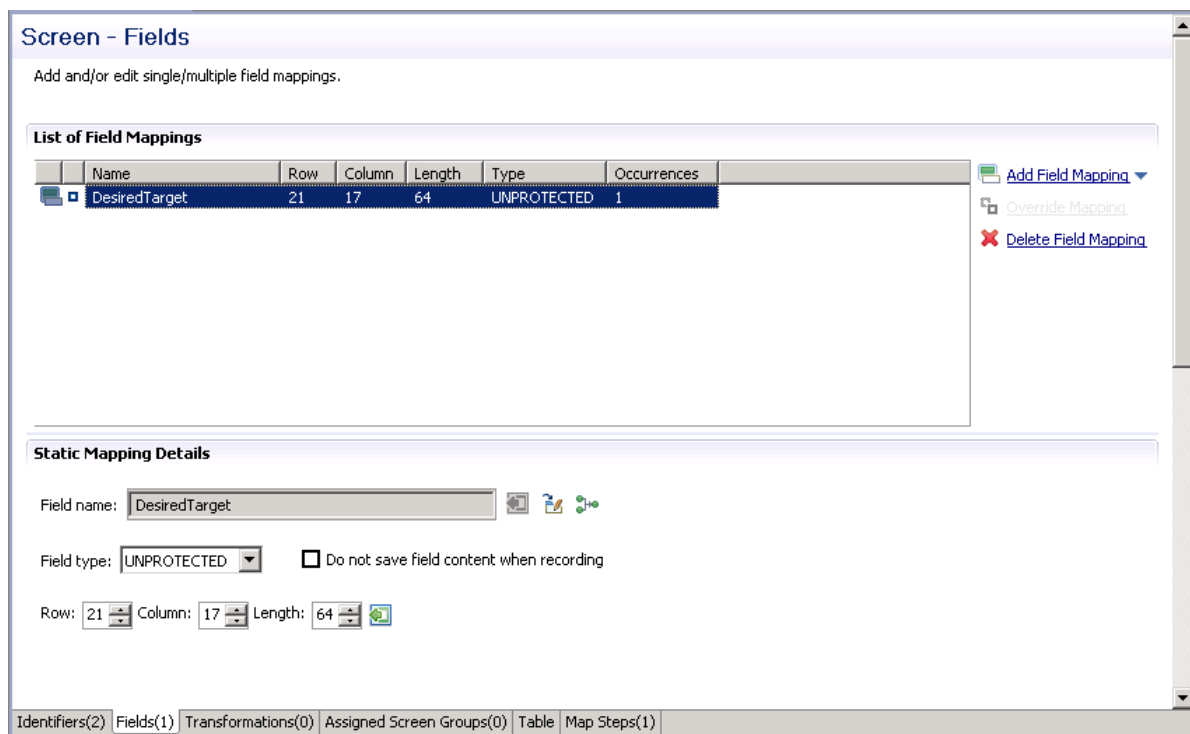 Screen - Fields
Add and/or edit single/multiple field mappings.
List of Field Mappings
Name Row Column Length Type Occurrences
DesiredTarget 21 17 64 UNPROTECTED 1
Add Field Mapping
Override Mapping
Delete Field Mapping
Static Mapping Details
Field name: DesiredTarget
Field type: UNPROTECTED Do not save field content when recording
Row: 21 Column: 17 Length: 64
Identifiers(2) Fields(1) Transformations(0) Assigned Screen Groups(0) Table Map Steps(1)